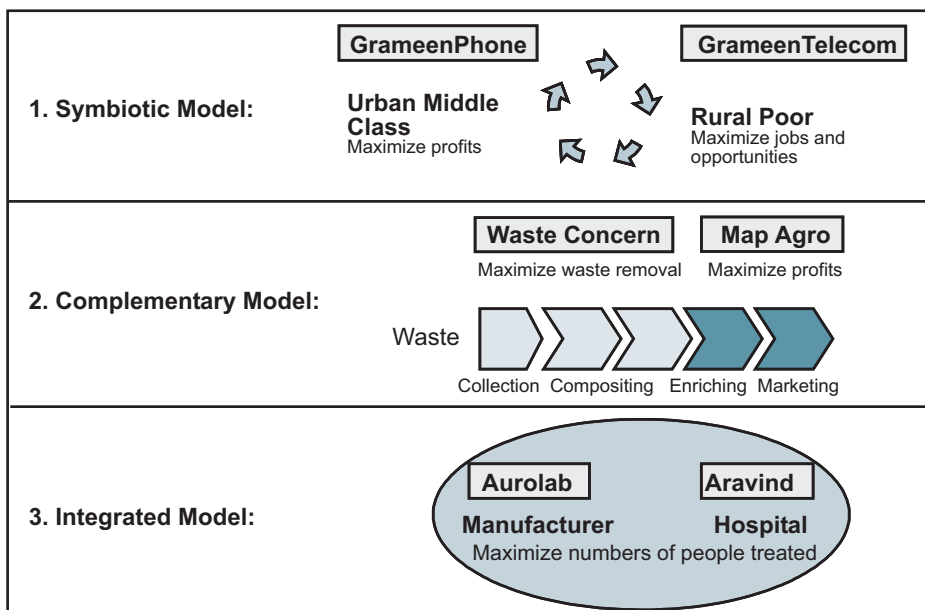 GrameenPhone GrameenTelecom
1. Symbiotic Model:
Urban Middle
Class
Maximize profits
Rural Poor
Maximize jobs and
opportunities
Waste Concern Map Agro
Maximize waste removal Maximize profits
2. Complementary Model:
Waste
Collection Compositing Enriching Marketing
Aurolab Aravind
3. Integrated Model:
Manufacturer Hospital
Maximize numbers of people treated